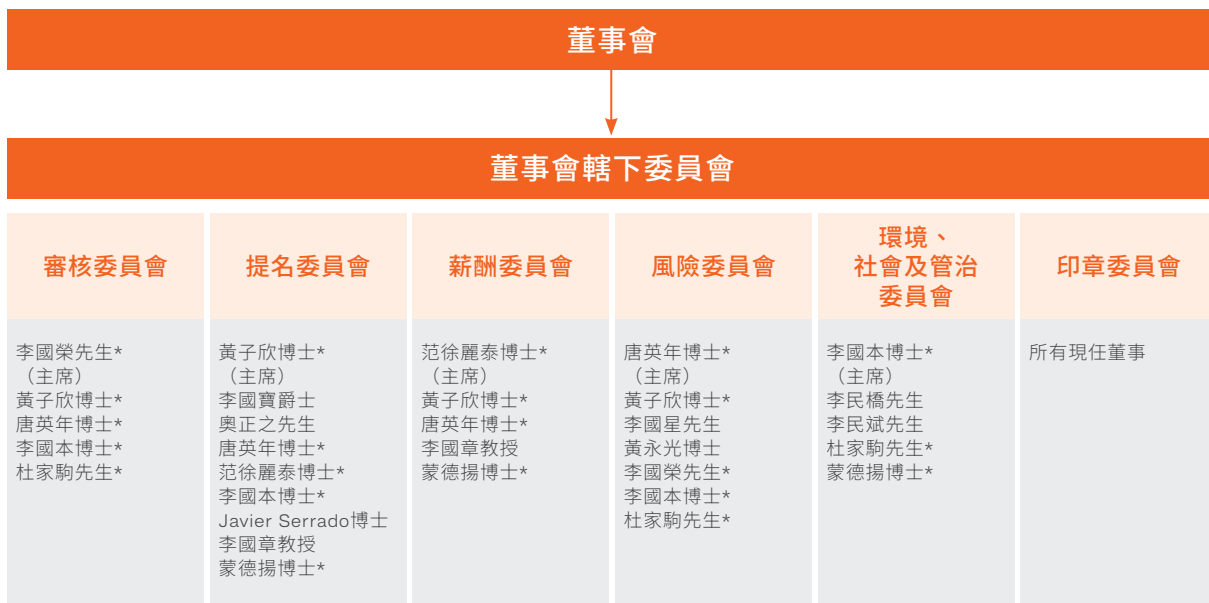 董事會
董事會轄下委員會
審核委員會
李國榮先生*
（主席）
黃子欣博士*
唐英年博士*
李國本博士*
杜家駒先生*
提名委員會
黃子欣博士*
（主席）
李國寶爵士
奧正之先生
唐英年博士*
范徐麗泰博士*
李國本博士*
Javier Serrado博士
李國章教授
蒙德揚博士*
薪酬委員會
范徐麗泰博士*
（主席）
黃子欣博士*
唐英年博士*
李國章教授
蒙德揚博士*
風險委員會
唐英年博士*
（主席）
黃子欣博士*
李國星先生
黃永光博士
李國榮先生*
李國本博士*
杜家駒先生*
環境、
社會及管治
委員會
李國本博士*
（主席）
李民橋先生
李民斌先生
杜家駒先生*
蒙德揚博士*
印章委員會
所有現任董事